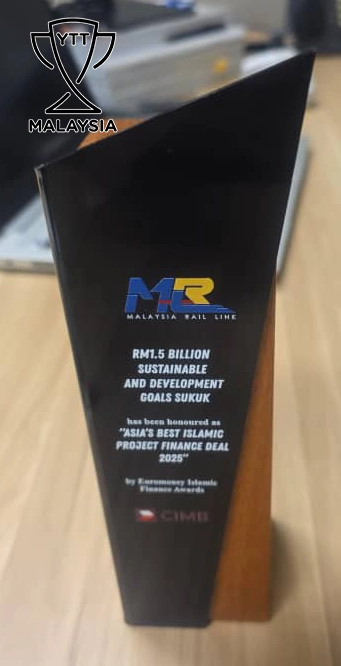 YTT
MALAYSIA
MRL
MALAYSIA RAIL LINK
RM1.5 BILLION
SUSTAINABLE
AND DEVELOPMENT
GOALS SUKUK
has been honoured as
"ASIA'S BEST ISLAMIC
PROJECT FINANCE DEAL
2025"
by Euromoney Islamic
Finance Awards
CIMB